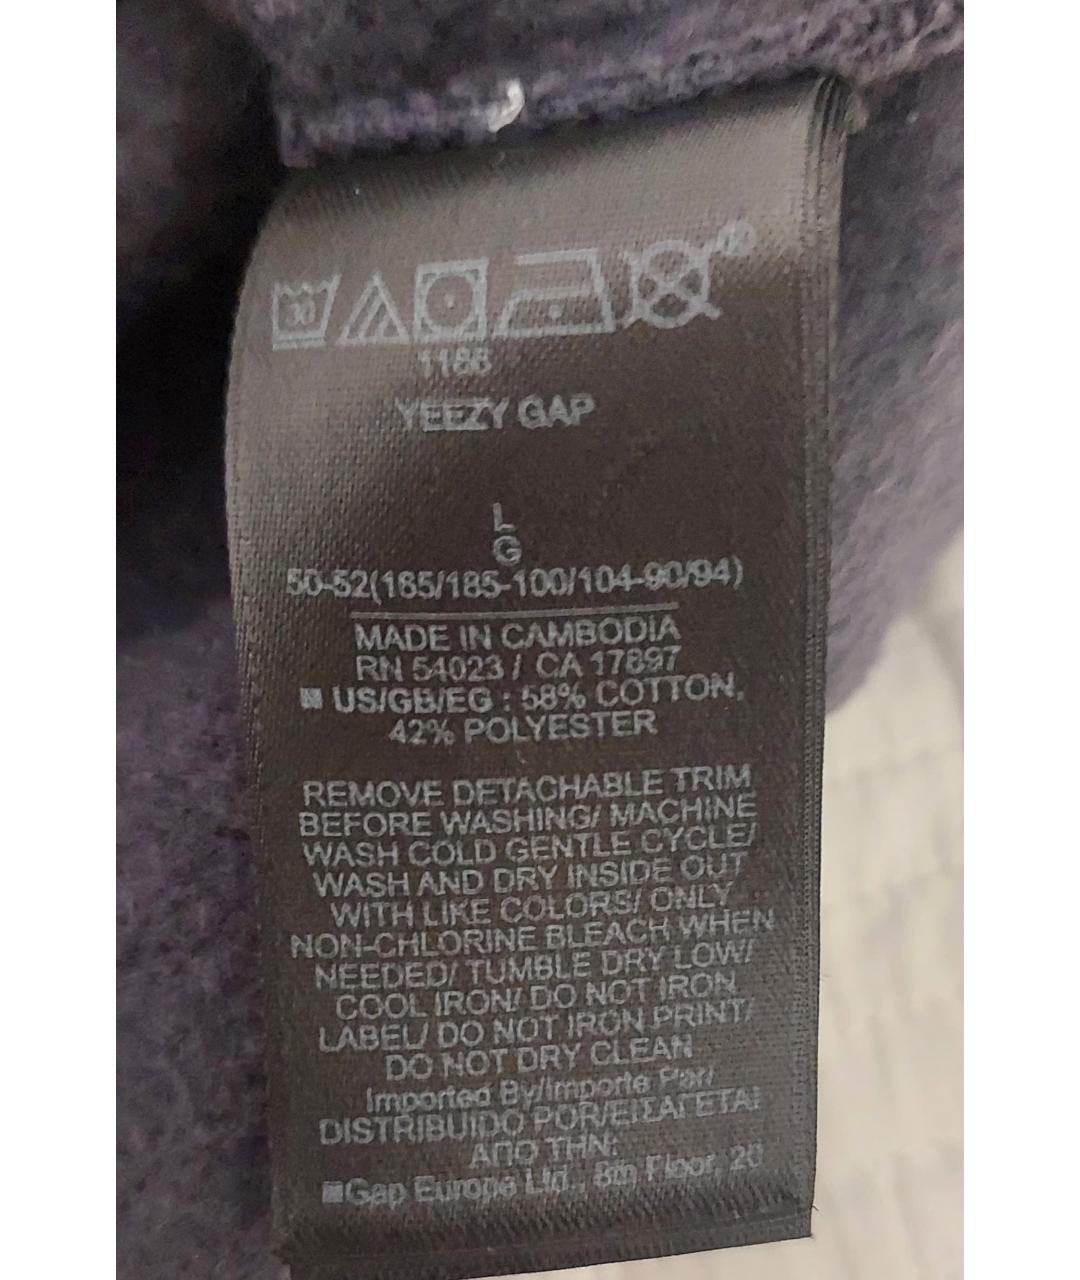 30
1186
YEEZY GAP
L
G
50-52(185/185-100/104-90/94)
MADE IN CAMBODIA
RN 54023 / CA 17897
US/GB/EG : 58% COTTON,
42% POLYESTER
REMOVE DETACHABLE TRIM
BEFORE WASHING/ MACHINE
WASH COLD GENTLE CYCLE/
WASH AND DRY INSIDE OUT
WITH LIKE COLORS/ ONLY
NON-CHLORINE BLEACH WHEN
NEEDED/ TUMBLE DRY LOW/
COOL IRON/ DO NOT IRON
LABEL/ DO NOT IRON PRINT/
DO NOT DRY CLEAN
Imported By/Importe Par/
DISTRIBUIDO POR/ΕΙΣΑΓΕΤΑΙ
ΑΠΟ ΤΗΝ:
Gap Europe Ltd., 8th Floor, 20